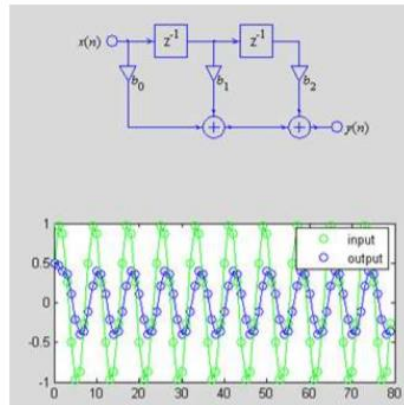 x(n) z⁻¹ z⁻¹
b₀ b₁ b₂
+ + y(n)
1
0.5
0
-0.5
-1
input
output
0 10 20 30 40 50 60 70 80